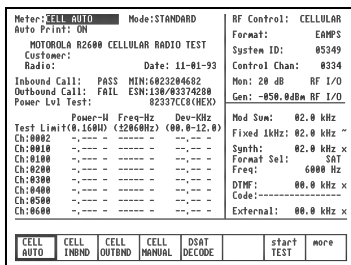 Meter:CELL AUTO Mode:STANDARD
Auto Print: ON
MOTOROLA R2600 CELLULAR RADIO TEST
Customer:
Radio: Date: 11-01-93
Inbound Call: PASS MIN:6023204682
Outbound Call: FAIL ESN:130/03374280
Power Lvl Test: 82337CC8(HEX)
Power-W Freq-Hz Dev-KHz
Test Limit(0.160W) (±2060Hz) (00.0-12.0)
Ch:0002 -.--- - ----- - --.--- -
Ch:0010 -.--- - ----- - --.--- -
Ch:0100 -.--- - ----- - --.--- -
Ch:0200 -.--- - ----- - --.--- -
Ch:0300 -.--- - ----- - --.--- -
Ch:0400 -.--- - ----- - --.--- -
Ch:0500 -.--- - ----- - --.--- -
Ch:0600 -.--- - ----- - --.--- -
RF Control: CELLULAR
Format: EAMPS
System ID: 05349
Control Chan: 0334
Mon: 20 dB RF I/O
Gen: -050.0dBm RF I/O
Mod Sum: 02.0 kHz
Fixed 1kHz: 02.0 kHz ~
Synth: 02.0 kHz x
Format Sel: SAT
Freq: 6000 Hz
DTMF: 00.0 kHz x
Code:----------------
External: 00.0 kHz x
CELL AUTO
CELL INBND
CELL OUTBND
CELL MANUAL
DSAT DECODE
start TEST
more